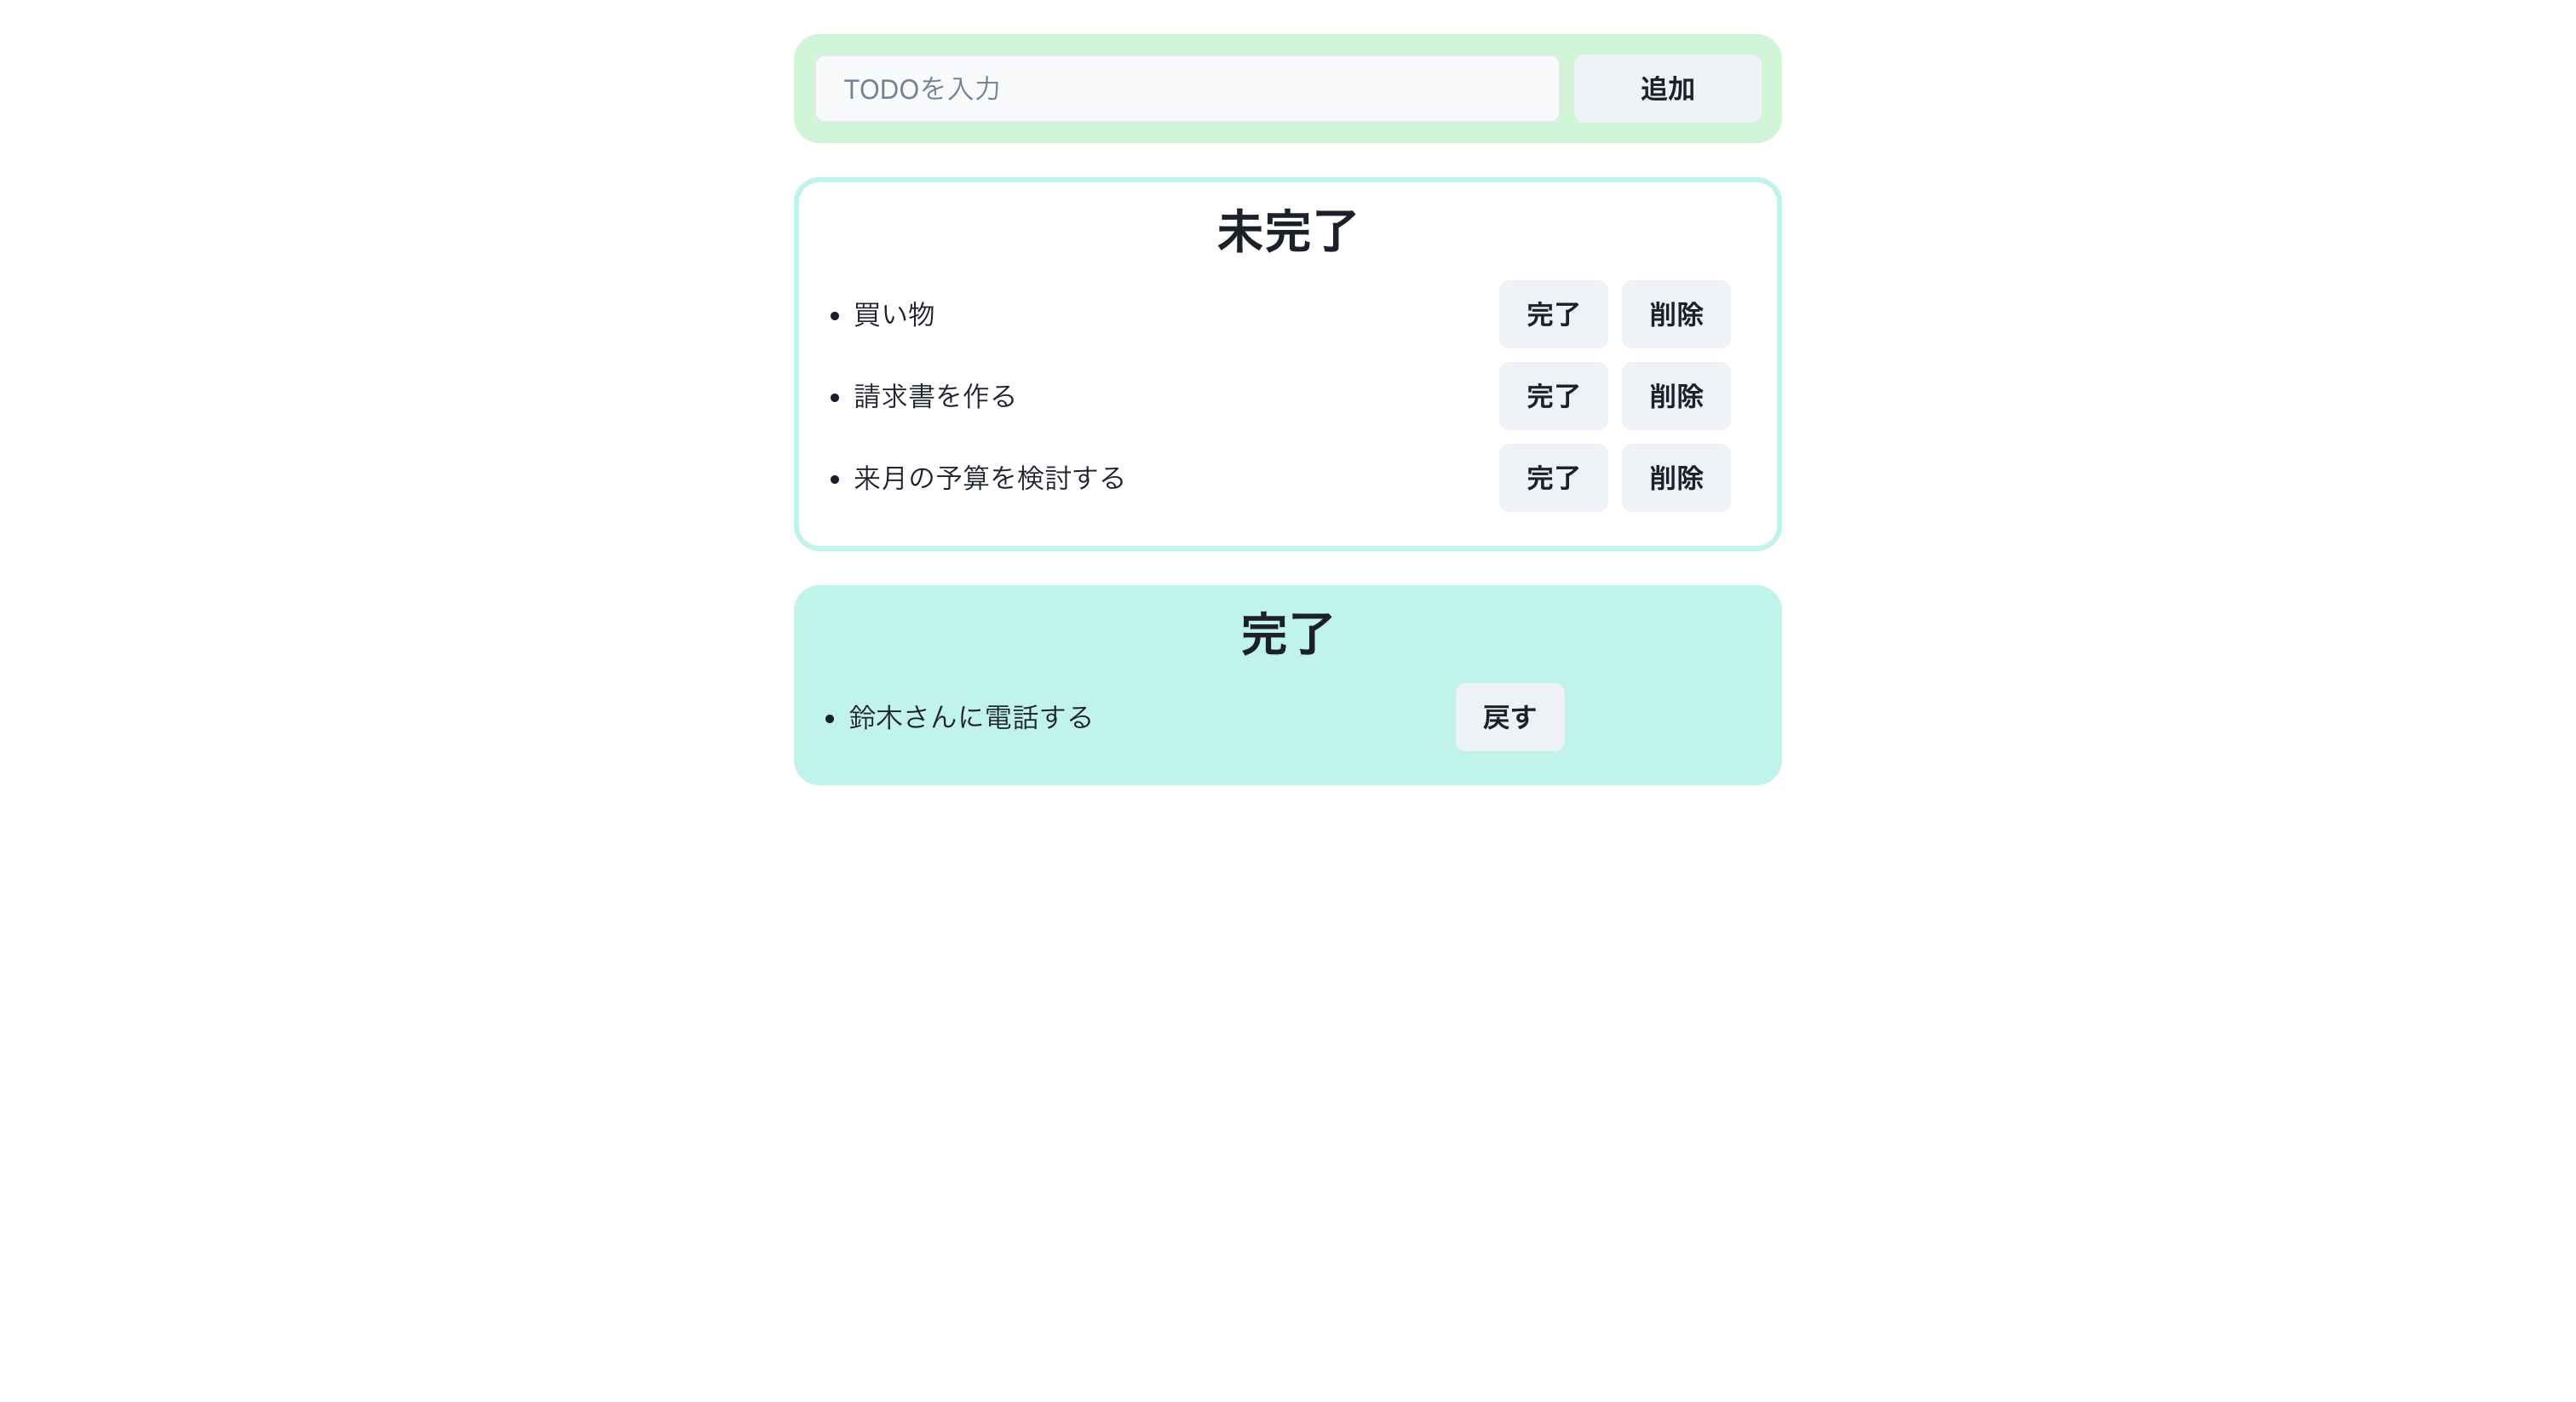 TODOを入力 追加
未完了
• 買い物 完了 削除
• 請求書を作る 完了 削除
• 来月の予算を検討する 完了 削除
完了
• 鈴木さんに電話する 戻す